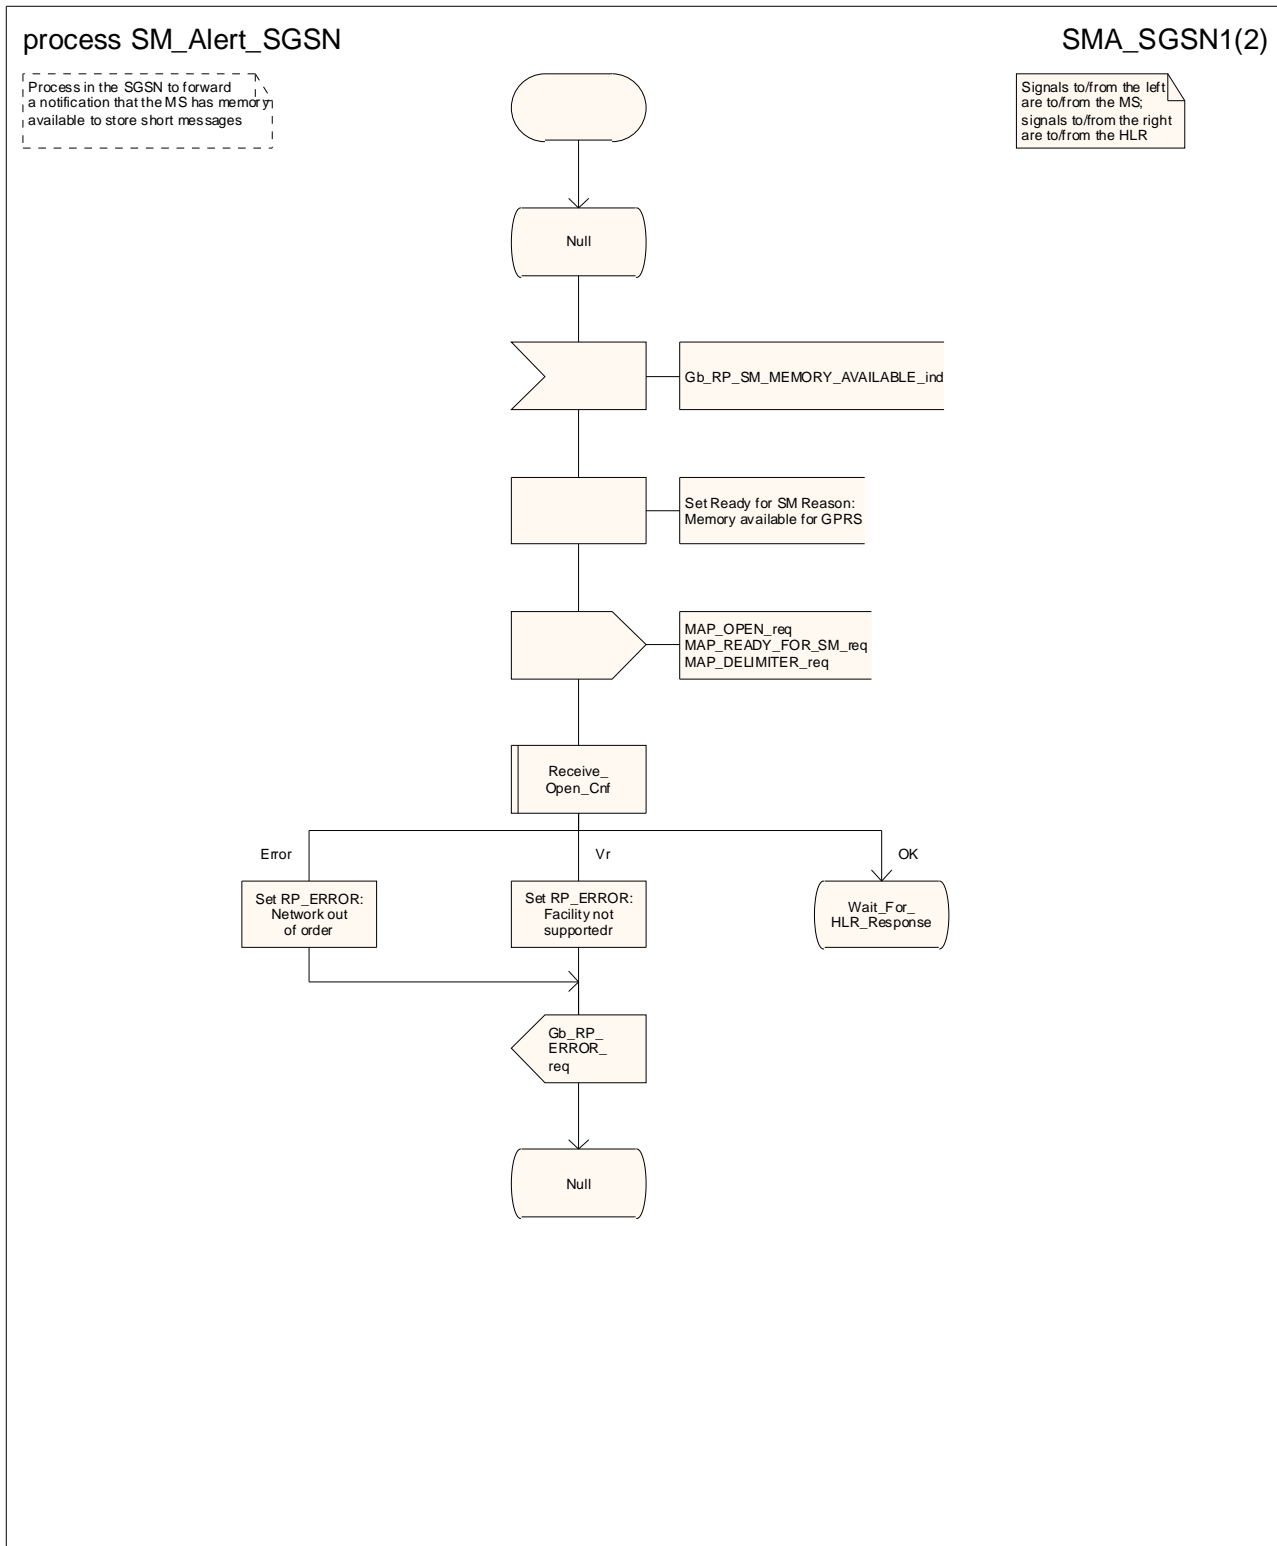 process SM_Alert_SGSN
SMA_SGSN1(2)
Process in the SGSN to forward
a notification that the MS has memory
available to store short messages
Signals to/from the left
are to/from the MS;
signals to/from the right
are to/from the HLR
Null
Gb_RP_SM_MEMORY_AVAILABLE_ind
Set Ready for SM Reason:
Memory available for GPRS
MAP_OPEN_req
MAP_READY_FOR_SM_req
MAP_DELIMITER_req
Receive_
Open_Cnf
Error
Vr
OK
Set RP_ERROR:
Network out
of order
Set RP_ERROR:
Facility not
supportedr
Wait_For_
HLR_Response
Gb_RP_
ERROR_
req
Null